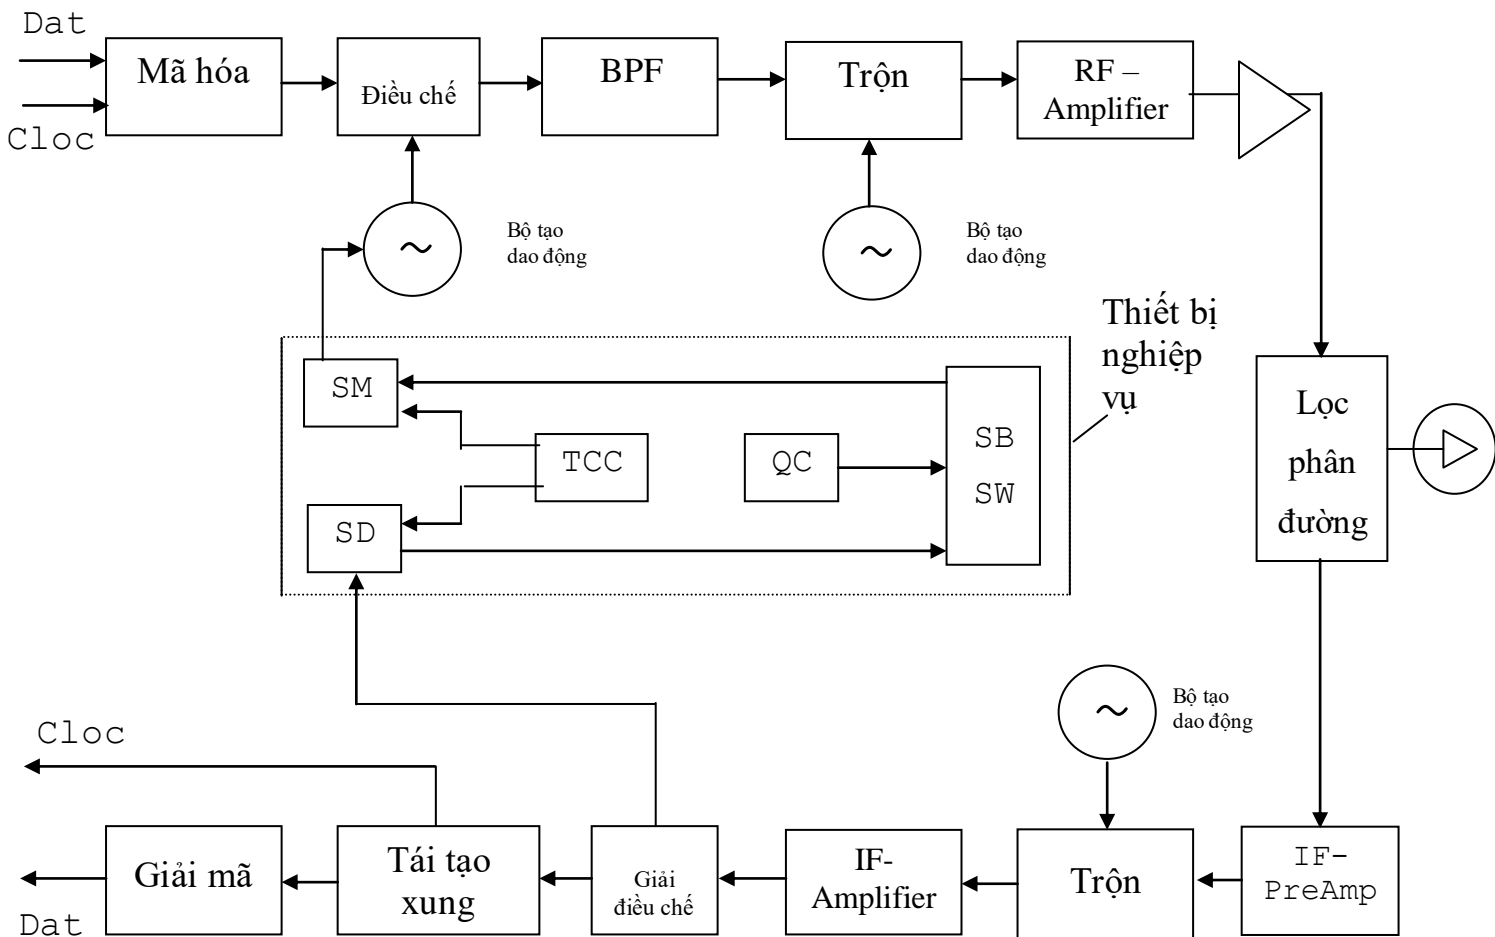 Dat
Mã hóa
Điều chế
BPF
Trộn
RF –
Amplifier
Cloc
~
Bộ tạo
dao động
~
Bộ tạo
dao động
Thiết bị
nghiệp
vụ
SM
TCC
QC
SB
SW
SD
Lọc
phân
đường
~
Bộ tạo
dao động
Cloc
Giải mã
Tái tạo
xung
Giải
điều chế
IF-
Amplifier
Trộn
IF-
PreAmp
Dat